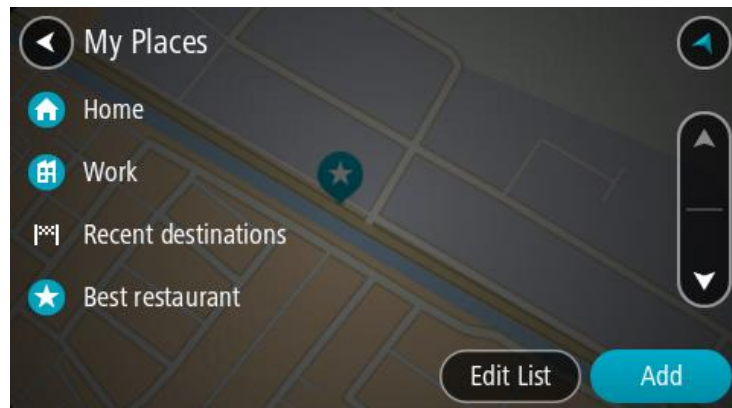 My Places
Home
Work
Recent destinations
Best restaurant
Edit List
Add